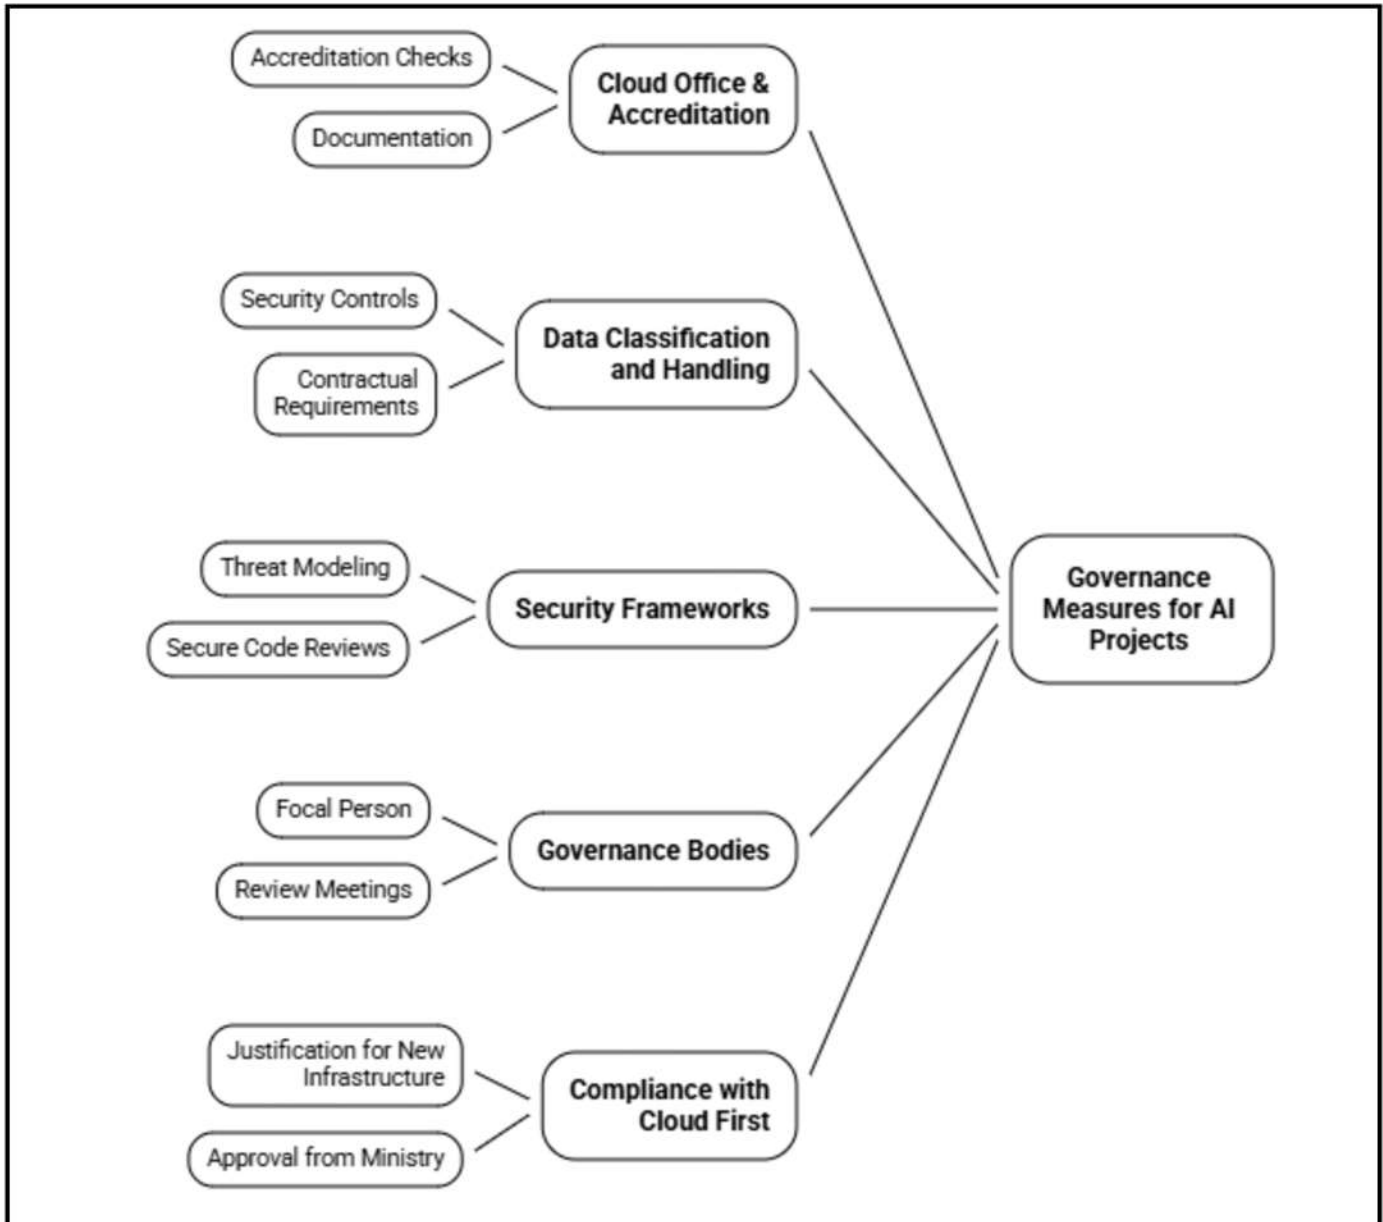 Accreditation Checks
Documentation
Cloud Office &
Accreditation
Security Controls
Contractual
Requirements
Data Classification
and Handling
Threat Modeling
Secure Code Reviews
Security Frameworks
Governance
Measures for AI
Projects
Focal Person
Review Meetings
Governance Bodies
Justification for New
Infrastructure
Approval from Ministry
Compliance with
Cloud First